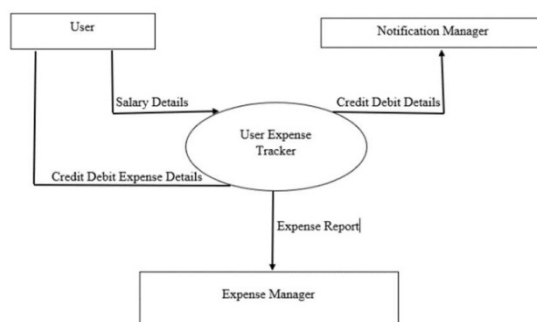 User
Notification Manager
Salary Details
Credit Debit Details
User Expense
Tracker
Credit Debit Expense Details
Expense Report
Expense Manager